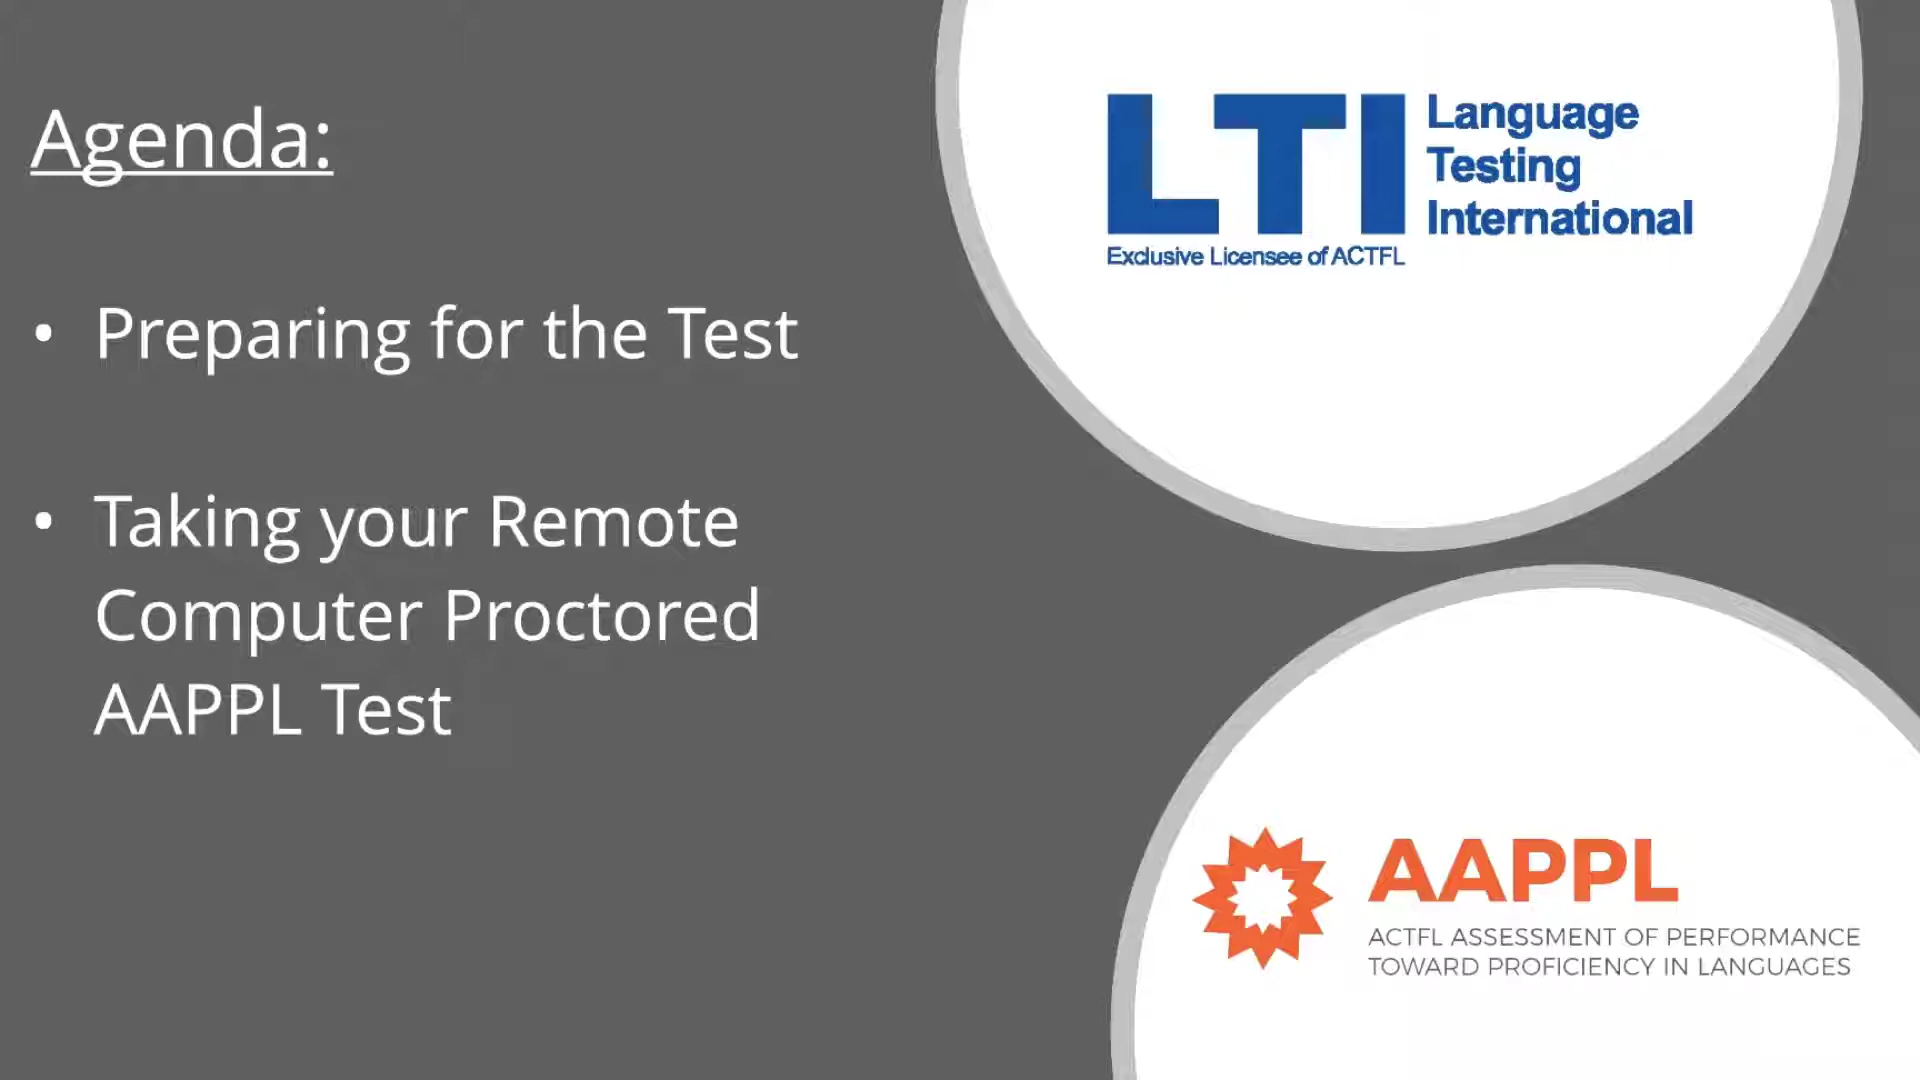 Agenda:
• Preparing for the Test
• Taking your Remote
Computer Proctored
AAPPL Test
LTI
Language
Testing
International
Exclusive Licensee of ACTFL
AAPPL
ACTFL ASSESSMENT OF PERFORMANCE
TOWARD PROFICIENCY IN LANGUAGES